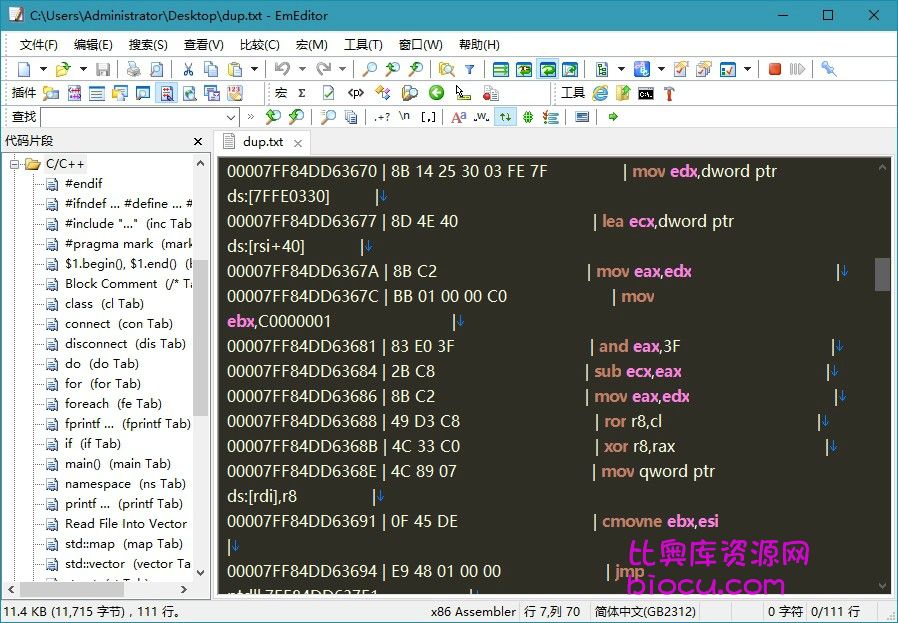 C:\Users\Administrator\Desktop\dup.txt - EmEditor
文件(F) 编辑(E) 搜索(S) 查看(V) 比较(C) 宏(M) 工具(T) 窗口(W) 帮助(H)
插件 宏 工具
查找
代码片段
dup.txt
C/C++
#endif
#ifndef ... #define ... #
#include "..." (inc Tab
#pragma mark (mark
$1.begin(), $1.end()
Block Comment (/* T
class (cl Tab)
connect (con Tab)
disconnect (dis Tab)
do (do Tab)
for (for Tab)
foreach (fe Tab)
fprintf ... (fprintf Tab)
if (if Tab)
main() (main Tab)
namespace (ns Tab)
printf ... (printf Tab)
Read File Into Vector
std::map (map Tab)
std::vector (vector Ta
00007FF84DD63670 | 8B 14 25 30 03 FE 7F | mov edx,dword ptr
ds:[7FFE0330] |↓
00007FF84DD63677 | 8D 4E 40 | lea ecx,dword ptr
ds:[rsi+40] |↓
00007FF84DD6367A | 8B C2 | mov eax,edx |↓
00007FF84DD6367C | BB 01 00 00 C0 | mov
ebx,C0000001 |↓
00007FF84DD63681 | 83 E0 3F | and eax,3F |↓
00007FF84DD63684 | 2B C8 | sub ecx,eax |↓
00007FF84DD63686 | 8B C2 | mov eax,edx |↓
00007FF84DD63688 | 49 D3 C8 | ror r8,cl |↓
00007FF84DD6368B | 4C 33 C0 | xor r8,rax |↓
00007FF84DD6368E | 4C 89 07 | mov qword ptr
ds:[rdi],r8 |↓
00007FF84DD63691 | 0F 45 DE | cmovne ebx,esi
|↓
00007FF84DD63694 | E9 48 01 00 00 | jmp
比奥库资源网
biocu.com
11.4 KB (11,715 字节)，111 行。 x86 Assembler 行 7,列 70 简体中文(GB2312) 0 字符 0/111 行